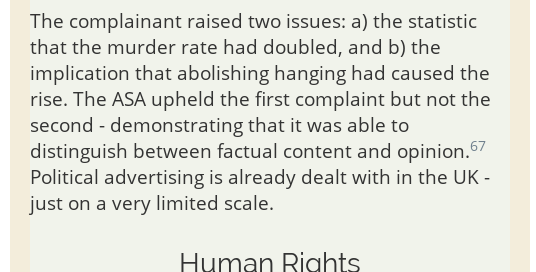 The complainant raised two issues: a) the statistic
that the murder rate had doubled, and b) the
implication that abolishing hanging had caused the
rise. The ASA upheld the first complaint but not the
second - demonstrating that it was able to
distinguish between factual content and opinion.67
Political advertising is already dealt with in the UK -
just on a very limited scale.
Human Rights